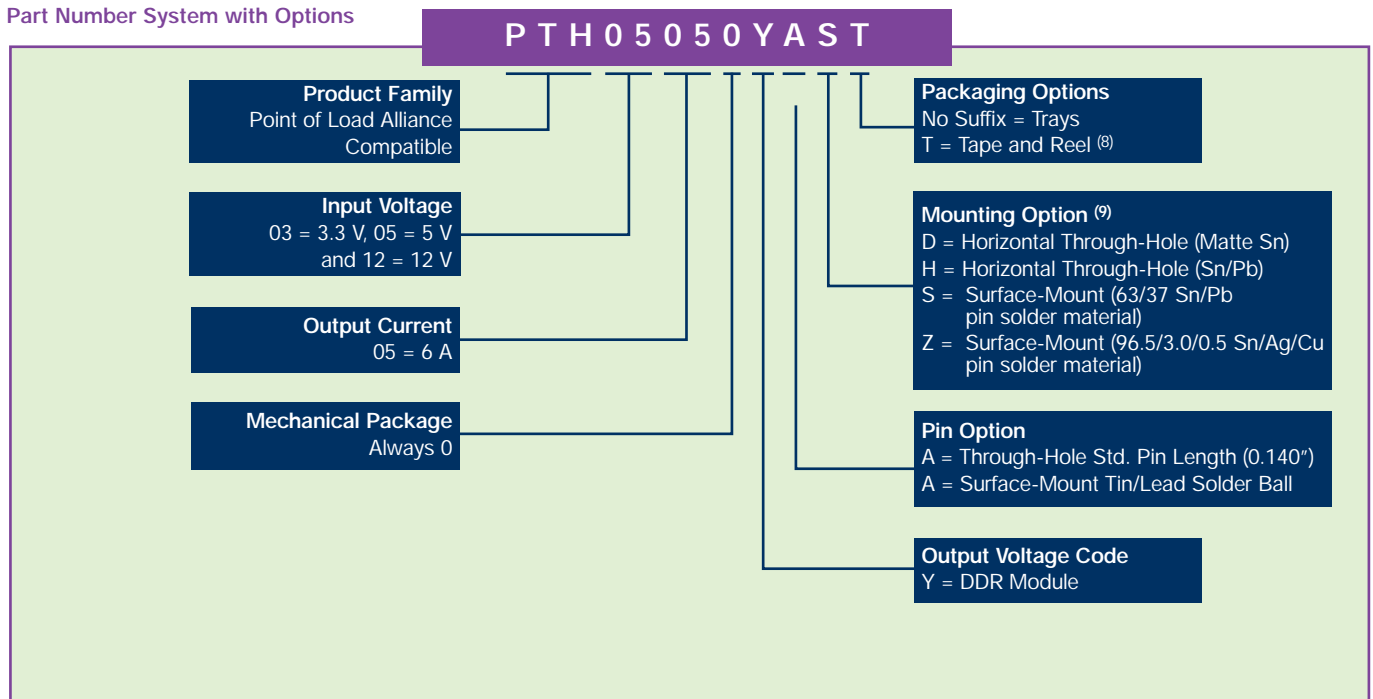 Part Number System with Options
PTH05050YAST
Product Family
Point of Load Alliance
Compatible
Input Voltage
03 = 3.3 V, 05 = 5 V
and 12 = 12 V
Output Current
05 = 6 A
Mechanical Package
Always 0
Packaging Options
No Suffix = Trays
T = Tape and Reel (8)
Mounting Option (9)
D = Horizontal Through-Hole (Matte Sn)
H = Horizontal Through-Hole (Sn/Pb)
S = Surface-Mount (63/37 Sn/Pb
pin solder material)
Z = Surface-Mount (96.5/3.0/0.5 Sn/Ag/Cu
pin solder material)
Pin Option
A = Through-Hole Std. Pin Length (0.140″)
A = Surface-Mount Tin/Lead Solder Ball
Output Voltage Code
Y = DDR Module